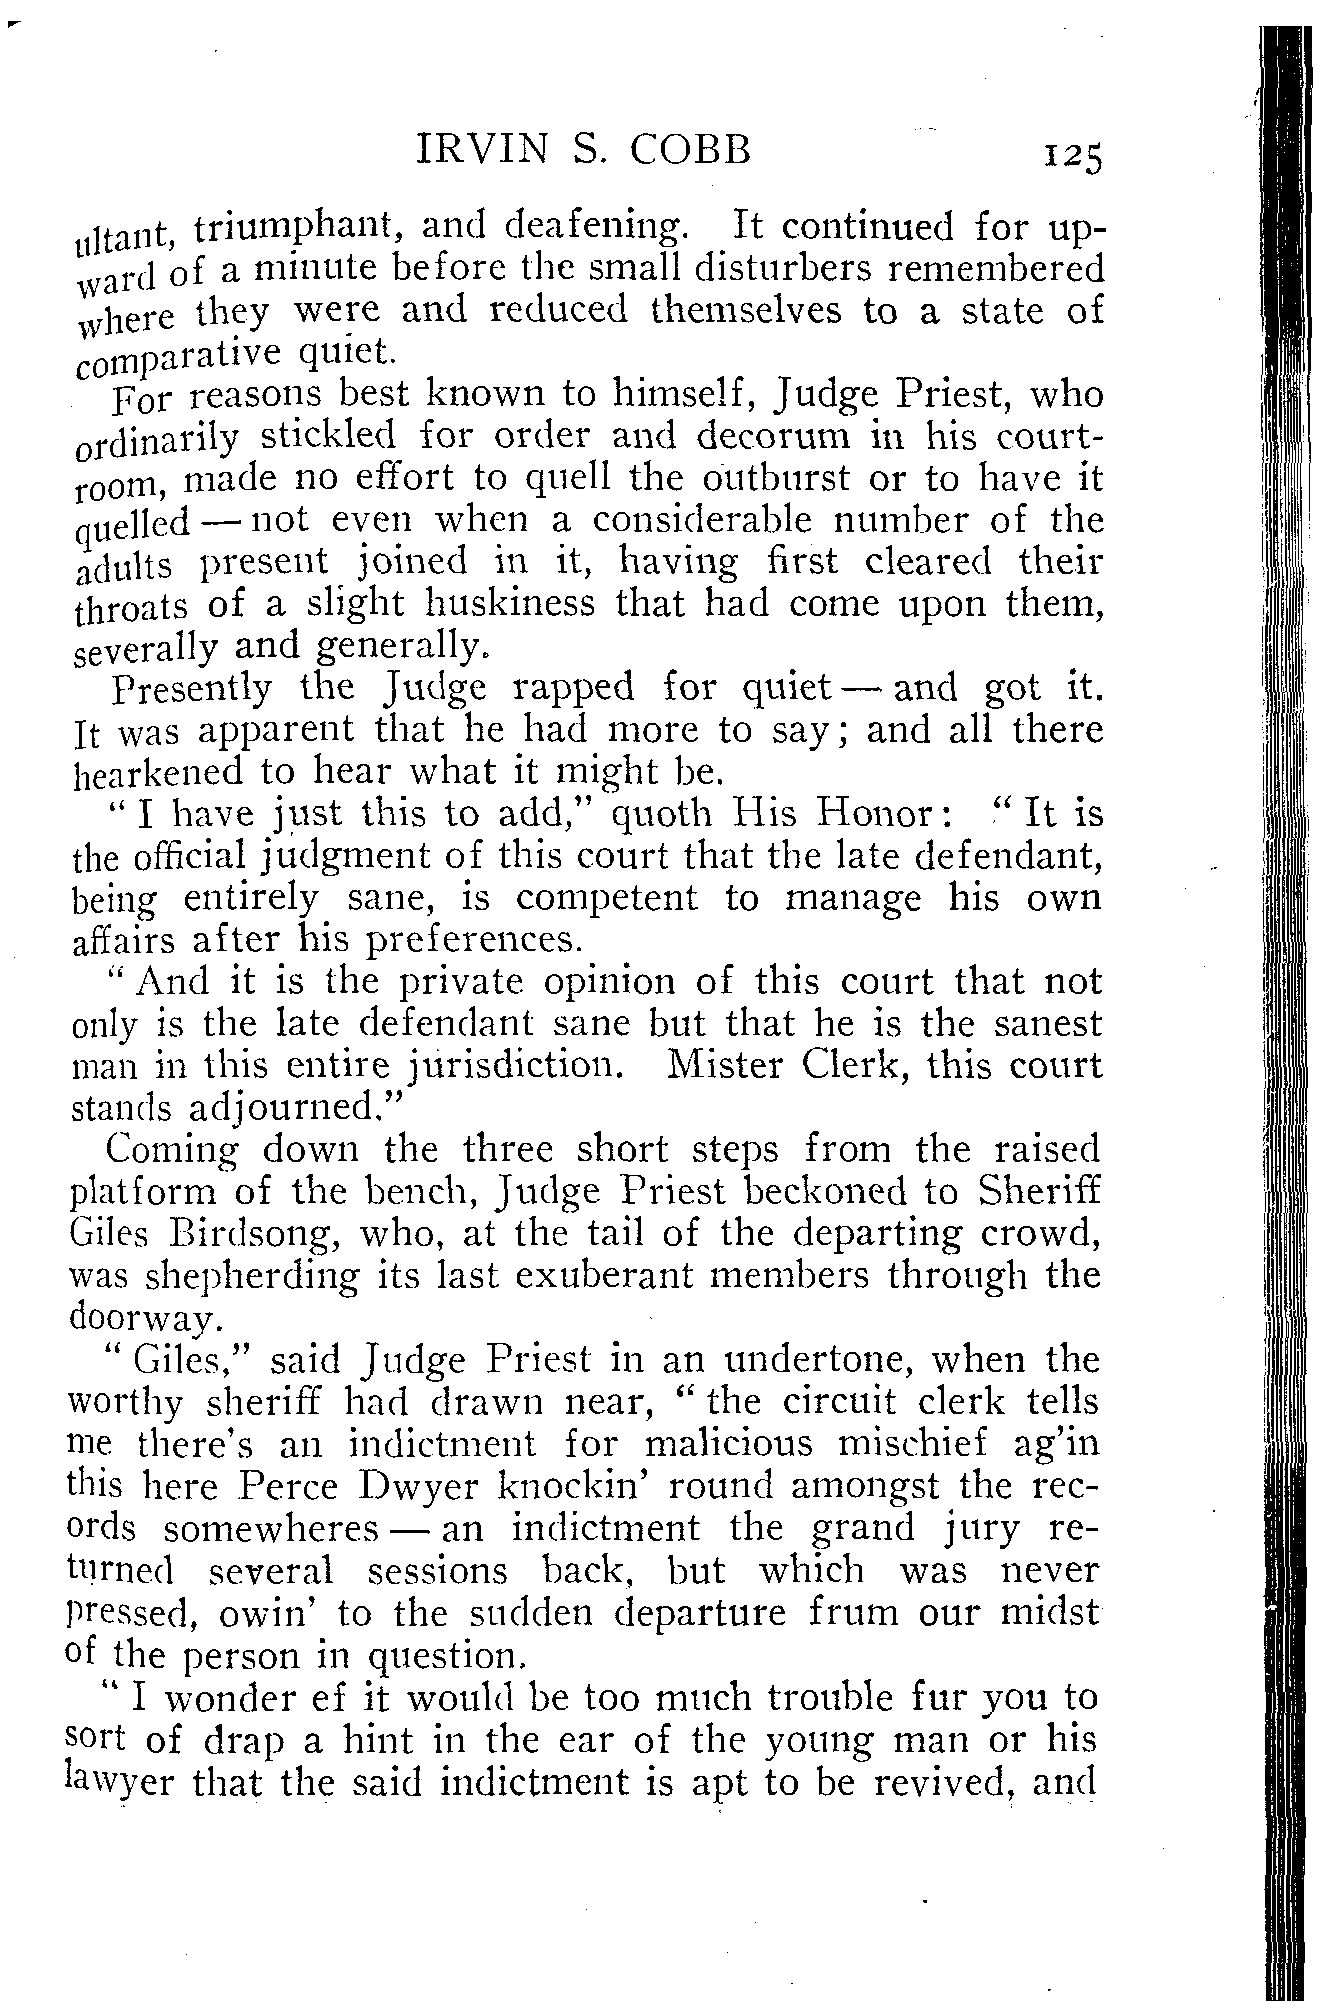 IRVIN S. COBB 125
ultant, triumphant, and deafening. It continued for up-
ward of a minute before the small disturbers remembered
where they were and reduced themselves to a state of
comparative quiet.
For reasons best known to himself, Judge Priest, who
ordinarily stickled for order and decorum in his court-
room, made no effort to quell the outburst or to have it
quelled — not even when a considerable number of the
adults present joined in it, having first cleared their
throats of a slight huskiness that had come upon them,
severally and generally.
Presently the Judge rapped for quiet — and got it.
It was apparent that he had more to say; and all there
hearkened to hear what it might be.
“ I have just this to add,” quoth His Honor: “ It is
the official judgment of this court that the late defendant,
being entirely sane, is competent to manage his own
affairs after his preferences.
“ And it is the private opinion of this court that not
only is the late defendant sane but that he is the sanest
man in this entire jurisdiction. Mister Clerk, this court
stands adjourned.”
Coming down the three short steps from the raised
platform of the bench, Judge Priest beckoned to Sheriff
Giles Birdsong, who, at the tail of the departing crowd,
was shepherding its last exuberant members through the
doorway.
“ Giles,” said Judge Priest in an undertone, when the
worthy sheriff had drawn near, “ the circuit clerk tells
me there's an indictment for malicious mischief ag'in
this here Perce Dwyer knockin' round amongst the rec-
ords somewheres — an indictment the grand jury re-
turned several sessions back, but which was never
pressed, owin' to the sudden departure frum our midst
of the person in question.
“ I wonder ef it would be too much trouble fur you to
sort of drap a hint in the ear of the young man or his
lawyer that the said indictment is apt to be revived, and